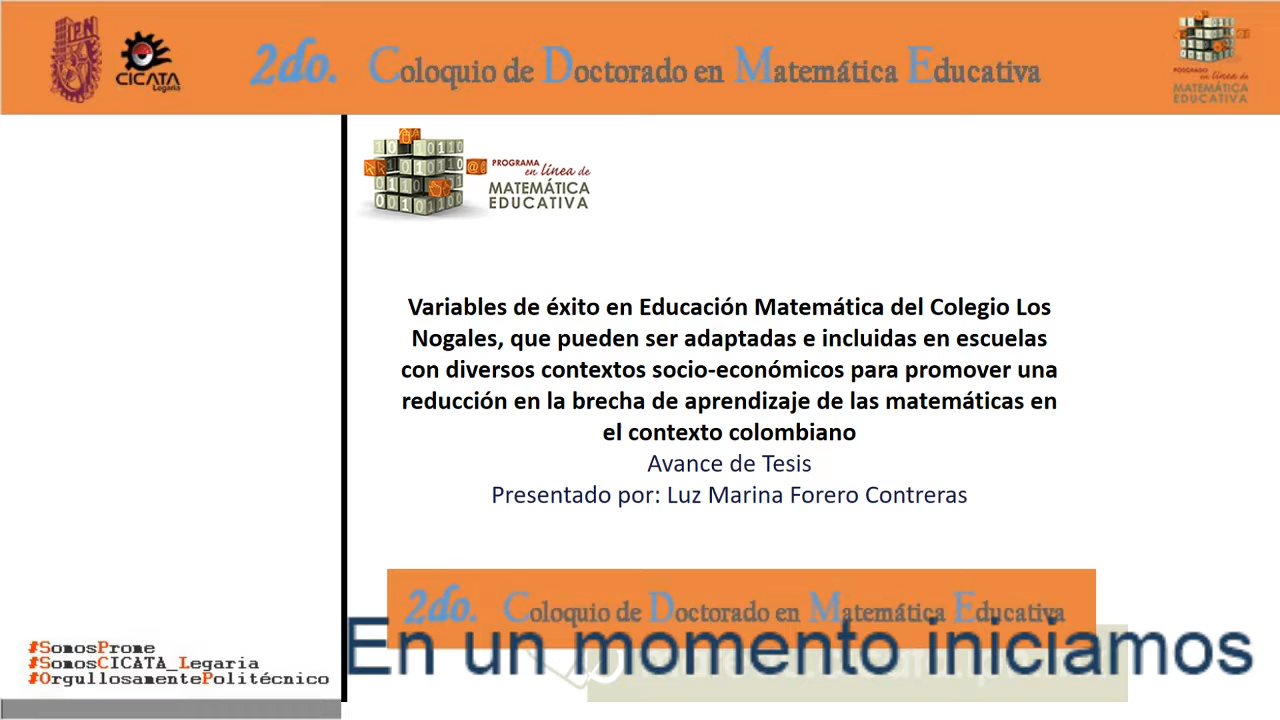 2do. Coloquio de Doctorado en Matemática Educativa
CICATA
Legaria
POSGRADO
en línea de
MATEMÁTICA
EDUCATIVA
PROGRAMA
en línea de
MATEMÁTICA
EDUCATIVA
Variables de éxito en Educación Matemática del Colegio Los
Nogales, que pueden ser adaptadas e incluidas en escuelas
con diversos contextos socio-económicos para promover una
reducción en la brecha de aprendizaje de las matemáticas en
el contexto colombiano
Avance de Tesis
Presentado por: Luz Marina Forero Contreras
2do. Coloquio de Doctorado en Matemática Educativa
En un momento iniciamos
#SomosProme
#SomosCICATA_Legaria
#OrgullosamentePolitécnico